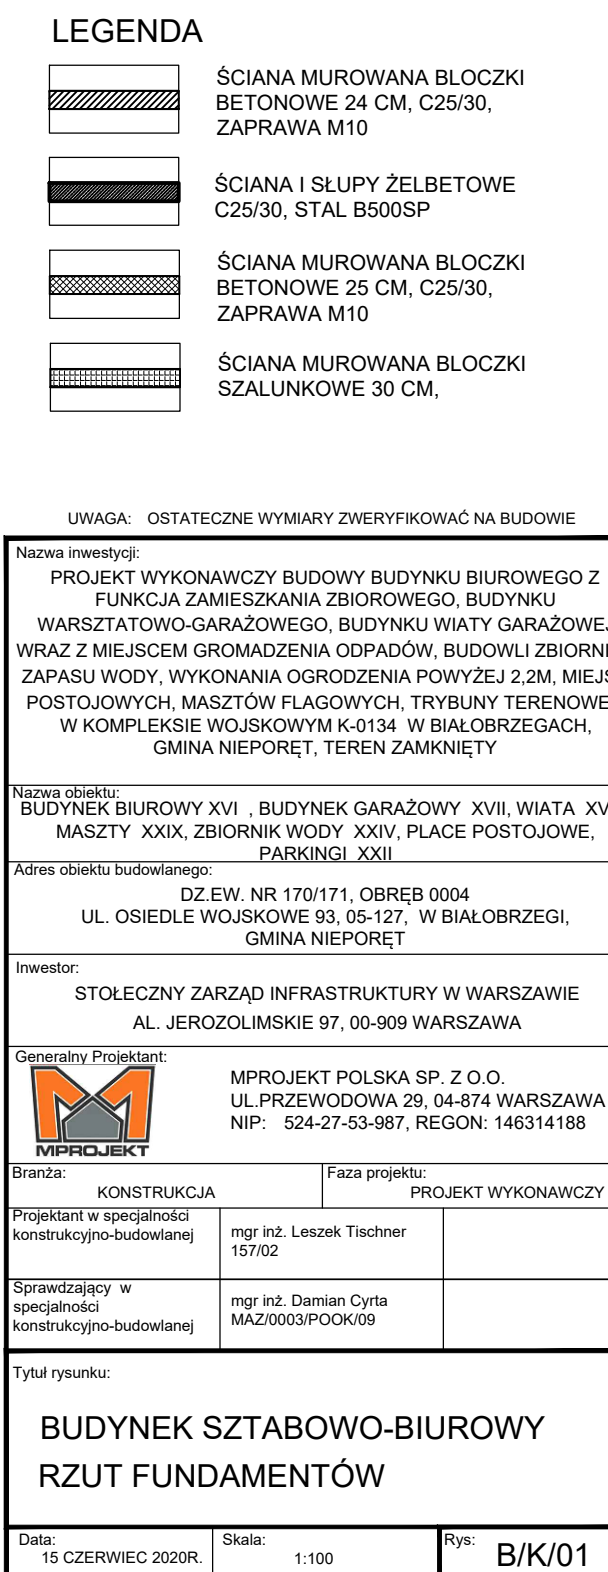 LEGENDA
ŚCIANA MUROWANA BLOCZKI
BETONOWE 24 CM, C25/30,
ZAPRAWA M10
ŚCIANA I SŁUPY ŻELBETOWE
C25/30, STAL B500SP
ŚCIANA MUROWANA BLOCZKI
BETONOWE 25 CM, C25/30,
ZAPRAWA M10
ŚCIANA MUROWANA BLOCZKI
SZALUNKOWE 30 CM,
UWAGA: OSTATECZNE WYMIARY ZWERYFIKOWAĆ NA BUDOWIE
Nazwa inwestycji:
PROJEKT WYKONAWCZY BUDOWY BUDYNKU BIUROWEGO Z
FUNKCJA ZAMIESZKANIA ZBIOROWEGO, BUDYNKU
WARSZTATOWO-GARAŻOWEGO, BUDYNKU WIATY GARAŻOWEJ
WRAZ Z MIEJSCEM GROMADZENIA ODPADÓW, BUDOWLI
ZAPASU WODY, WYKONANIA OGRODZENIA POWYŻEJ 2,2M,
POSTOJOWYCH, MASZTÓW FLAGOWYCH, TRYBUNY
W KOMPLEKSIE WOJSKOWYM K-0134 W BIAŁOBRZEGACH,
GMINA NIEPORĘT, TEREN ZAMKNIĘTY
Nazwa obiektu:
BUDYNEK BIUROWY XVI , BUDYNEK GARAŻOWY XVII, WIATA
MASZTY XXIX, ZBIORNIK WODY XXIV, PLACE POSTOJOWE,
PARKINGI XXII
Adres obiektu budowlanego:
DZ.EW. NR 170/171, OBRĘB 0004
UL. OSIEDLE WOJSKOWE 93, 05-127, W BIAŁOBRZEGI,
GMINA NIEPORĘT
Inwestor:
STOŁECZNY ZARZĄD INFRASTRUKTURY W WARSZAWIE
AL. JEROZOLIMSKIE 97, 00-909 WARSZAWA
Generalny Projektant:
MPROJEKT
MPROJEKT POLSKA SP. Z O.O.
UL.PRZEWODOWA 29, 04-874 WARSZAWA
NIP: 524-27-53-987, REGON: 146314188
Branża:
KONSTRUKCJA
Faza projektu:
PROJEKT WYKONAWCZY
Projektant w specjalności
konstrukcyjno-budowlanej
mgr inż. Leszek Tischner
157/02
Sprawdzający w
specjalności
konstrukcyjno-budowlanej
mgr inż. Damian Cyrta
MAZ/0003/POOK/09
Tytuł rysunku:
BUDYNEK SZTABOWO-BIUROWY
RZUT FUNDAMENTÓW
Data:
15 CZERWIEC 2020R.
Skala:
1:100
Rys:
B/K/01